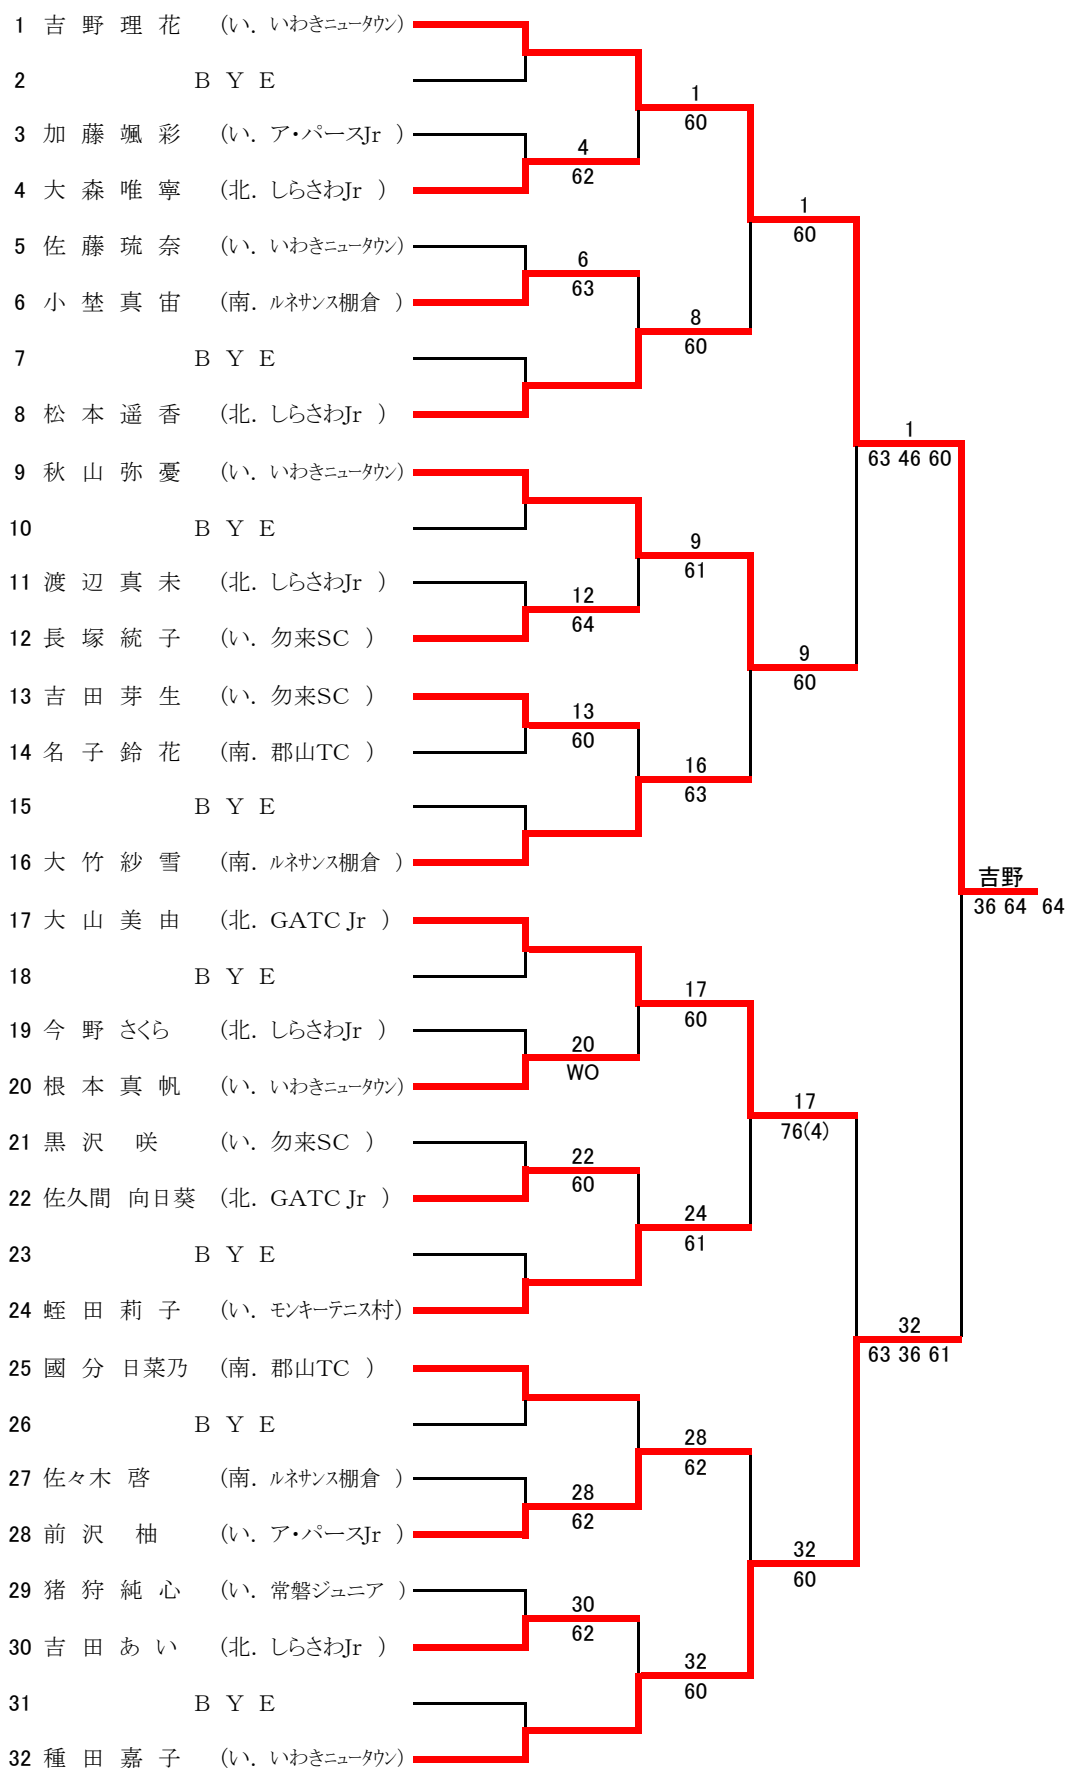 1 吉 野 理 花 (い. いわきニュータウン)
2 B Y E
1
60
3 加 藤 颯 彩 (い. ア・パースJr )
4
62
4 大 森 唯 寧 (北. しらさわJr )
1
60
5 佐 藤 琉 奈 (い. いわきニュータウン)
6
63
6 小 埜 真 宙 (南. ルネサンス棚倉 )
8
60
7 B Y E
8 松 本 遥 香 (北. しらさわJr )
1
63 46 60
9 秋 山 弥 憂 (い. いわきニュータウン)
10 B Y E
9
61
11 渡 辺 真 未 (北. しらさわJr )
12
64
12 長 塚 統 子 (い. 勿来SC )
9
60
13 吉 田 芽 生 (い. 勿来SC )
13
60
14 名 子 鈴 花 (南. 郡山TC )
16
63
15 B Y E
16 大 竹 紗 雪 (南. ルネサンス棚倉 )
吉野
36 64 64
17 大 山 美 由 (北. GATC Jr )
18 B Y E
17
60
19 今 野 さくら (北. しらさわJr )
20
WO
20 根 本 真 帆 (い. いわきニュータウン)
17
76(4)
21 黒 沢 咲 (い. 勿来SC )
22
60
22 佐久間 向日葵 (北. GATC Jr )
24
61
23 B Y E
24 蛭 田 莉 子 (い. モンキーテニス村)
32
63 36 61
25 國 分 日菜乃 (南. 郡山TC )
26 B Y E
28
62
27 佐々木 啓 (南. ルネサンス棚倉 )
28
62
28 前 沢 柚 (い. ア・パースJr )
32
60
29 猪 狩 純 心 (い. 常磐ジュニア )
30
62
30 吉 田 あ い (北. しらさわJr )
32
60
31 B Y E
32 種 田 嘉 子 (い. いわきニュータウン)